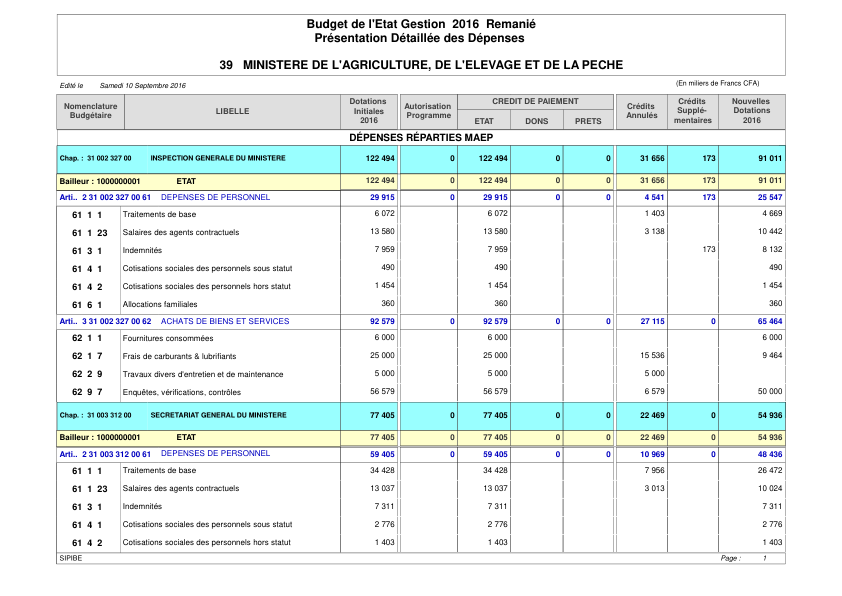 Budget de l'Etat Gestion 2016 Remanié
Présentation Détaillée des Dépenses
39 MINISTERE DE L'AGRICULTURE, DE L'ELEVAGE ET DE LA PECHE
Edité le Samedi 10 Septembre 2016 (En miliers de Francs CFA)
Nomenclature Budgétaire LIBELLE Dotations Initiales 2016 Autorisation Programme CREDIT DE PAIEMENT ETAT DONS PRETS Crédits Annulés Crédits Supplé-mentaires Nouvelles Dotations 2016
DÉPENSES RÉPARTIES MAEP
Chap. : 31 002 327 00 INSPECTION GENERALE DU MINISTERE 122 494 0 122 494 0 0 31 656 173 91 011
Bailleur : 1000000001 ETAT 122 494 0 122 494 0 0 31 656 173 91 011
Arti.. 2 31 002 327 00 61 DEPENSES DE PERSONNEL 29 915 0 29 915 0 0 4 541 173 25 547
61 1 1 Traitements de base 6 072 6 072 1 403 4 669
61 1 23 Salaires des agents contractuels 13 580 13 580 3 138 10 442
61 3 1 Indemnités 7 959 7 959 173 8 132
61 4 1 Cotisations sociales des personnels sous statut 490 490 490
61 4 2 Cotisations sociales des personnels hors statut 1 454 1 454 1 454
61 6 1 Allocations familiales 360 360 360
Arti.. 3 31 002 327 00 62 ACHATS DE BIENS ET SERVICES 92 579 0 92 579 0 0 27 115 0 65 464
62 1 1 Fournitures consommées 6 000 6 000 6 000
62 1 7 Frais de carburants & lubrifiants 25 000 25 000 15 536 9 464
62 2 9 Travaux divers d'entretien et de maintenance 5 000 5 000 5 000
62 9 7 Enquêtes, vérifications, contrôles 56 579 56 579 6 579 50 000
Chap. : 31 003 312 00 SECRETARIAT GENERAL DU MINISTERE 77 405 0 77 405 0 0 22 469 0 54 936
Bailleur : 1000000001 ETAT 77 405 0 77 405 0 0 22 469 0 54 936
Arti.. 2 31 003 312 00 61 DEPENSES DE PERSONNEL 59 405 0 59 405 0 0 10 969 0 48 436
61 1 1 Traitements de base 34 428 34 428 7 956 26 472
61 1 23 Salaires des agents contractuels 13 037 13 037 3 013 10 024
61 3 1 Indemnités 7 311 7 311 7 311
61 4 1 Cotisations sociales des personnels sous statut 2 776 2 776 2 776
61 4 2 Cotisations sociales des personnels hors statut 1 403 1 403 1 403
SIPIBE Page : 1